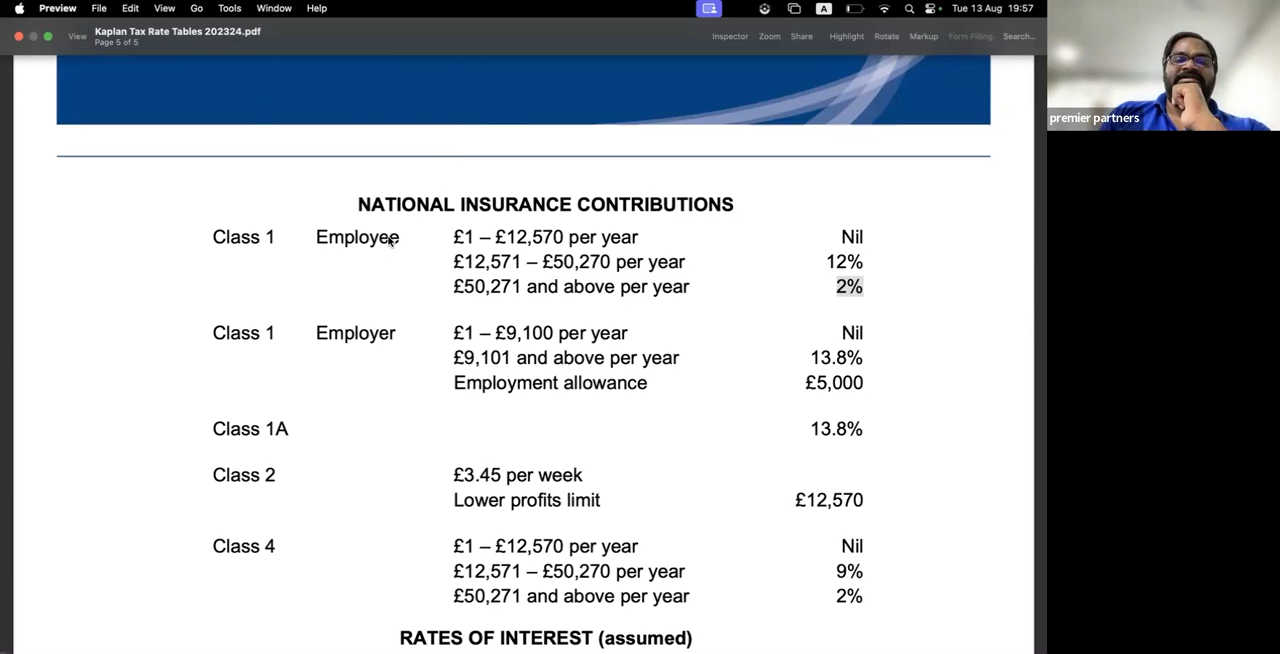 Preview File Edit View Go Tools Window Help A Tue 13 Aug 19:57
View Kaplan Tax Rate Tables 202324.pdf Inspector Zoom Share Highlight Rotate Markup Form Filling Search...
Page 5 of 5
premier partners
NATIONAL INSURANCE CONTRIBUTIONS
Class 1 Employee £1 – £12,570 per year Nil
£12,571 – £50,270 per year 12%
£50,271 and above per year 2%
Class 1 Employer £1 – £9,100 per year Nil
£9,101 and above per year 13.8%
Employment allowance £5,000
Class 1A 13.8%
Class 2 £3.45 per week
Lower profits limit £12,570
Class 4 £1 – £12,570 per year Nil
£12,571 – £50,270 per year 9%
£50,271 and above per year 2%
RATES OF INTEREST (assumed)